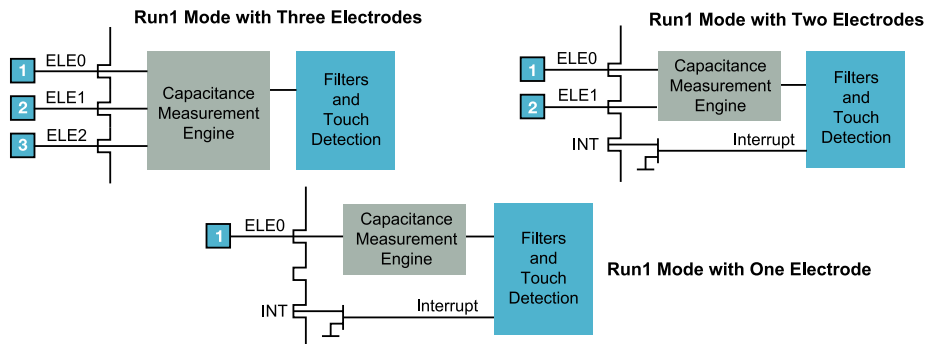 Run1 Mode with Three Electrodes
1
ELE0
2
ELE1
3
ELE2
Capacitance
Measurement
Engine
Filters
and
Touch
Detection
Run1 Mode with Two Electrodes
1
ELE0
2
ELE1
INT
Capacitance
Measurement
Engine
Interrupt
Filters
and
Touch
Detection
1
ELE0
INT
Capacitance
Measurement
Engine
Interrupt
Filters
and
Touch
Detection
Run1 Mode with One Electrode